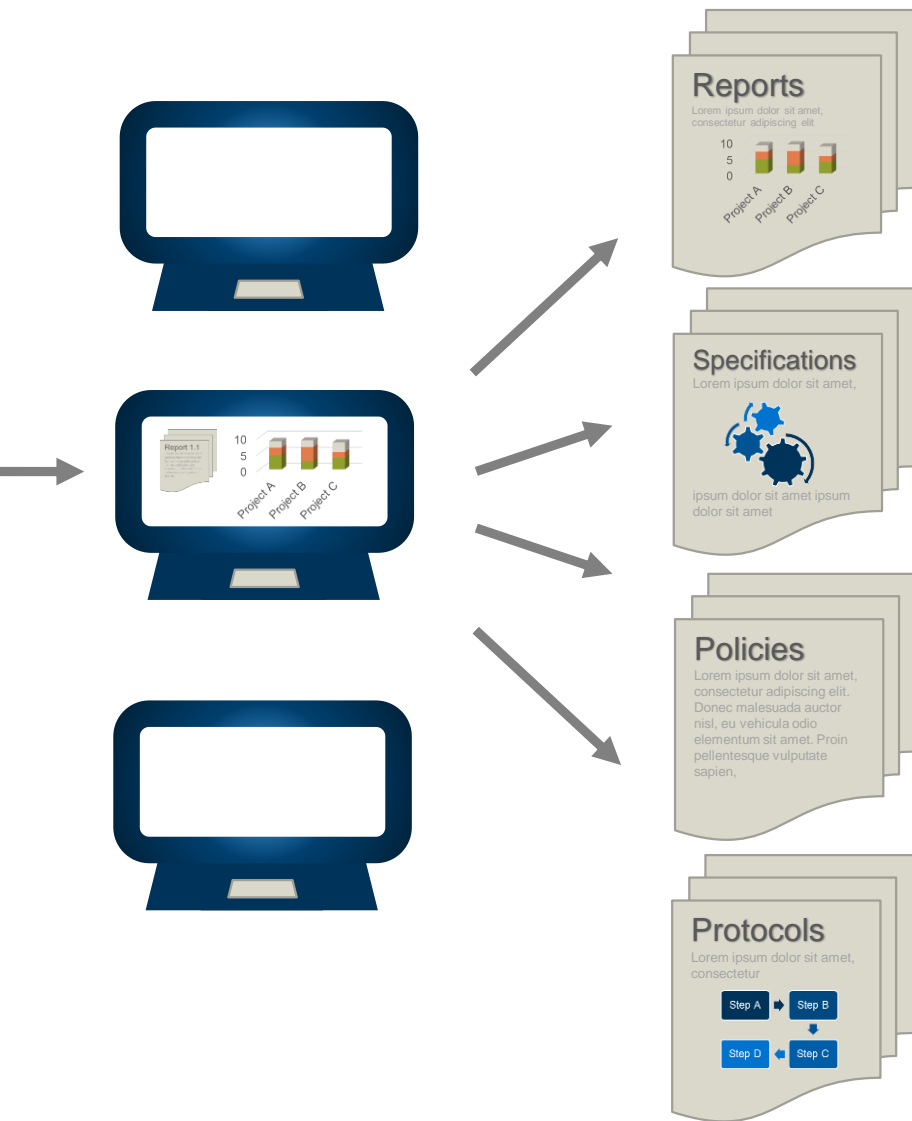 Reports
Lorem ipsum dolor sit amet,
consectetur adipiscing elit
10
5
0
Project A
Project B
Project C
Specifications
Lorem ipsum dolor sit amet,
ipsum dolor sit amet ipsum
dolor sit amet
Report 1.1
10
5
0
Project A
Project B
Project C
Policies
Lorem ipsum dolor sit amet,
consectetur adipiscing elit.
Donec malesuada auctor
nisl, eu vehicula odio
elementum sit amet. Proin
pellentesque vulputate
sapien,
Protocols
Lorem ipsum dolor sit amet,
consectetur
Step A
Step B
Step D
Step C